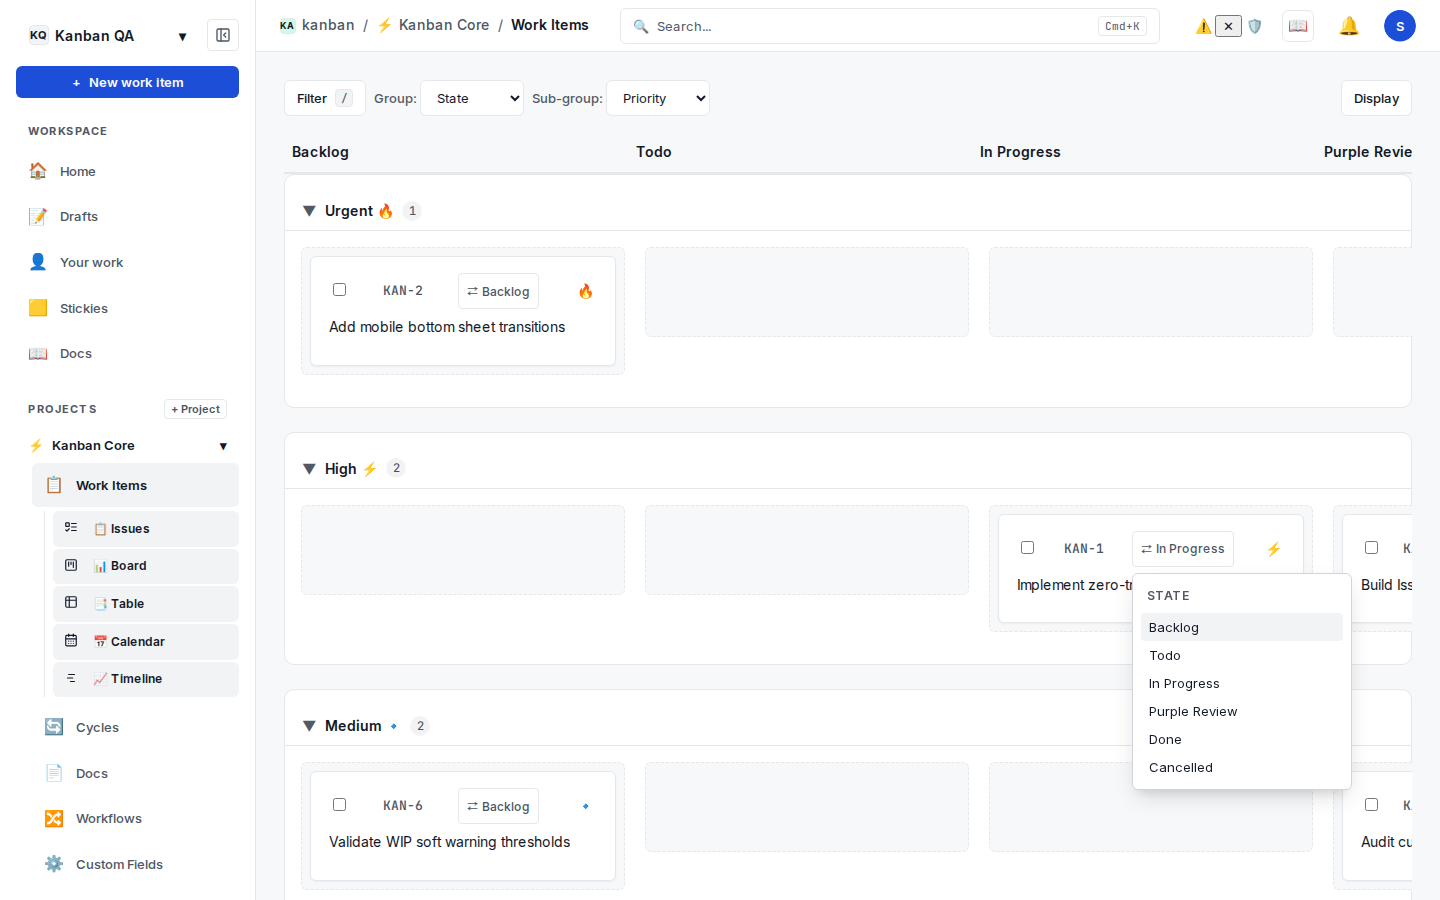 KQ Kanban QA ▼
+ New work item
WORKSPACE
Home
Drafts
Your work
Stickies
Docs
PROJECTS + Project
Kanban Core ▼
Work Items
Issues
Board
Table
Calendar
Timeline
Cycles
Docs
Workflows
Custom Fields
KA kanban / ⚡ Kanban Core / Work Items
Search... Cmd+K
✕
S
Filter / Group: State Sub-group: Priority Display
Backlog Todo In Progress Purple Revie
▼ Urgent 🔥 1
KAN-2 ⇄ Backlog 🔥
Add mobile bottom sheet transitions
▼ High ⚡ 2
KAN-1 ⇄ In Progress ⚡
Implement zero-tr
K
Build Iss
STATE
Backlog
Todo
In Progress
Purple Review
Done
Cancelled
▼ Medium 🔹 2
KAN-6 ⇄ Backlog 🔹
Validate WIP soft warning thresholds
K
Audit cu